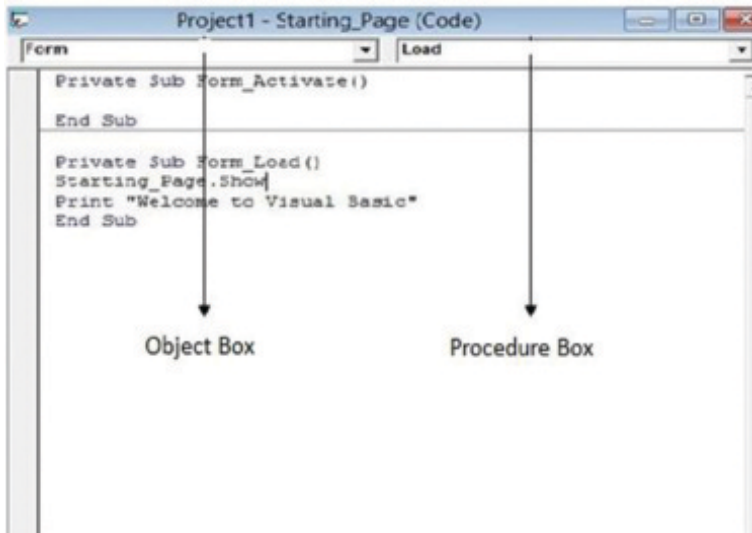 Project1 - Starting_Page (Code)
Form Load
Private Sub Form_Activate()
End Sub
Private Sub Form_Load()
Starting_Page.Show
Print "Welcome to Visual Basic"
End Sub
Object Box Procedure Box